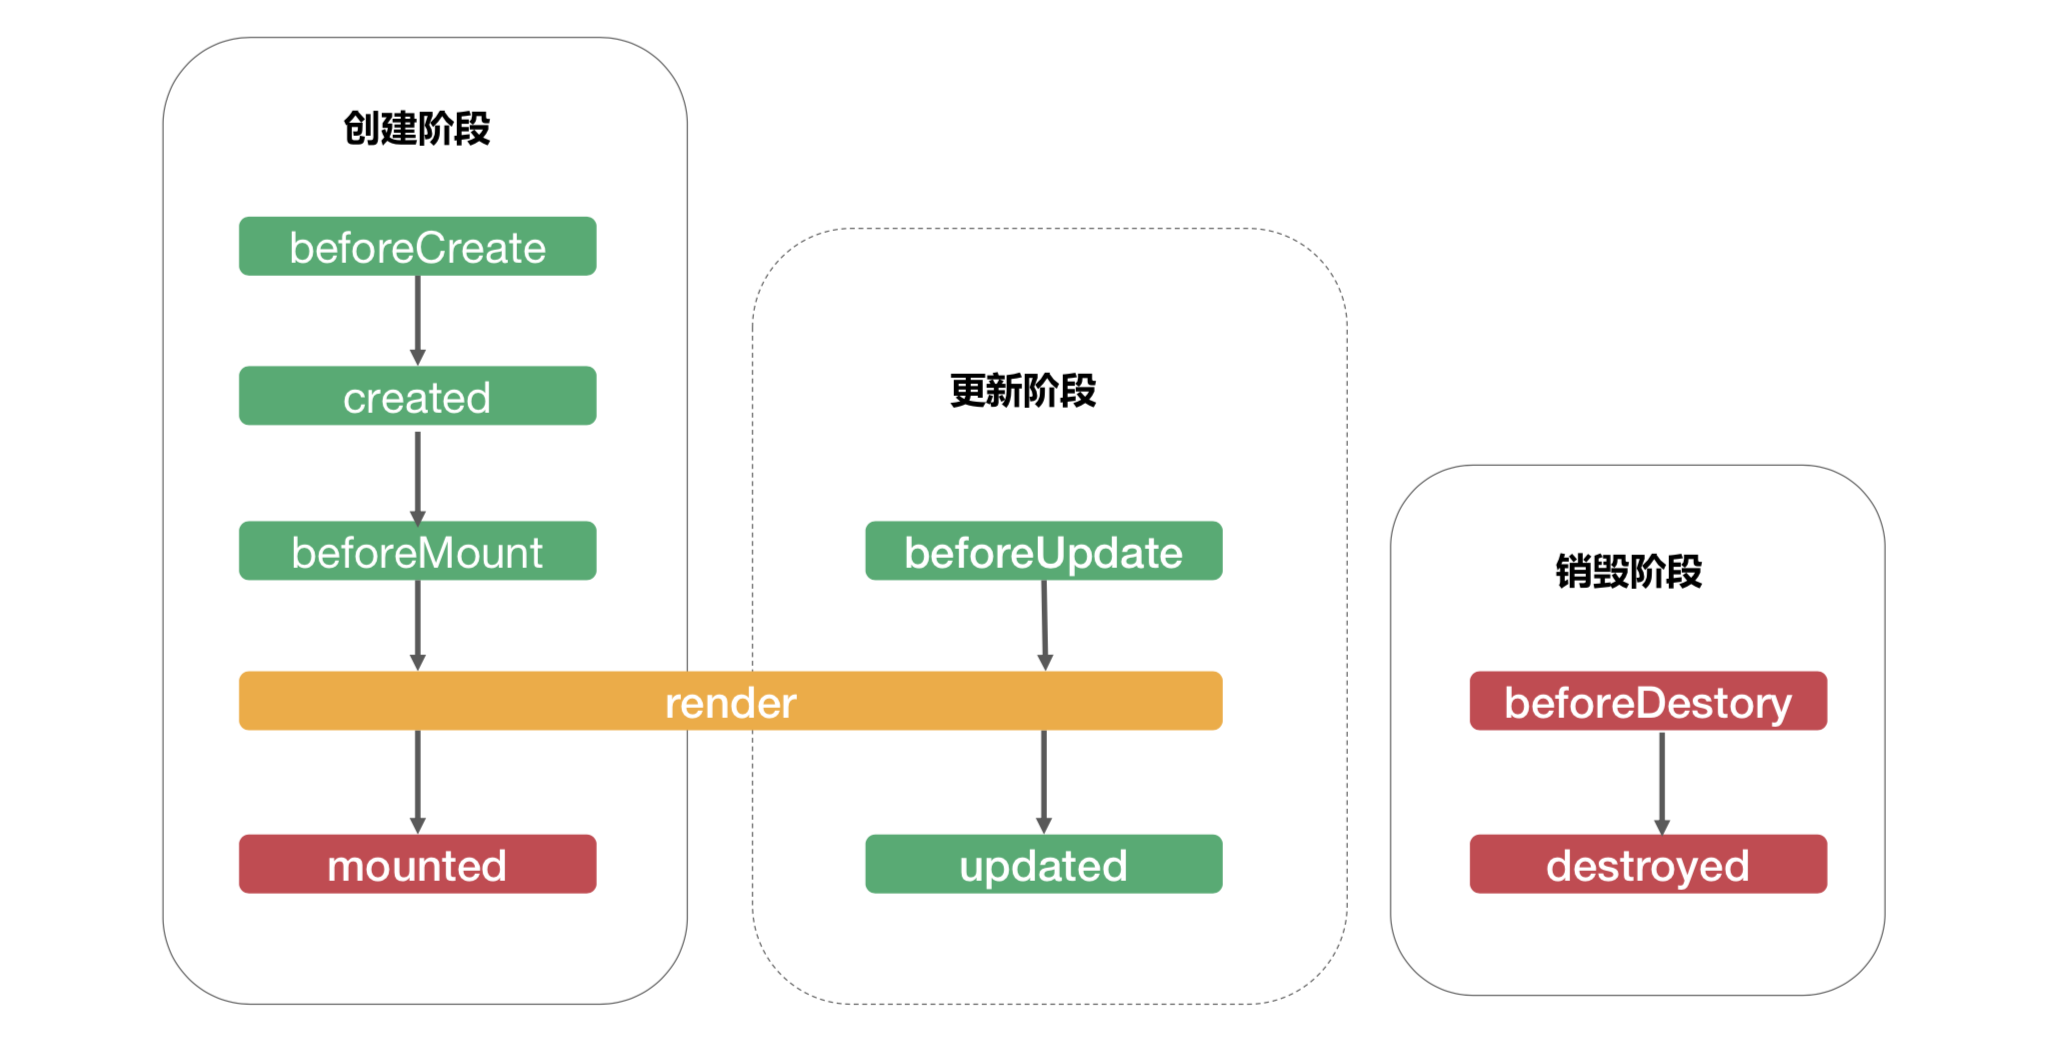 创建阶段
beforeCreate
created
beforeMount
render
mounted
更新阶段
beforeUpdate
updated
销毁阶段
beforeDestory
destroyed